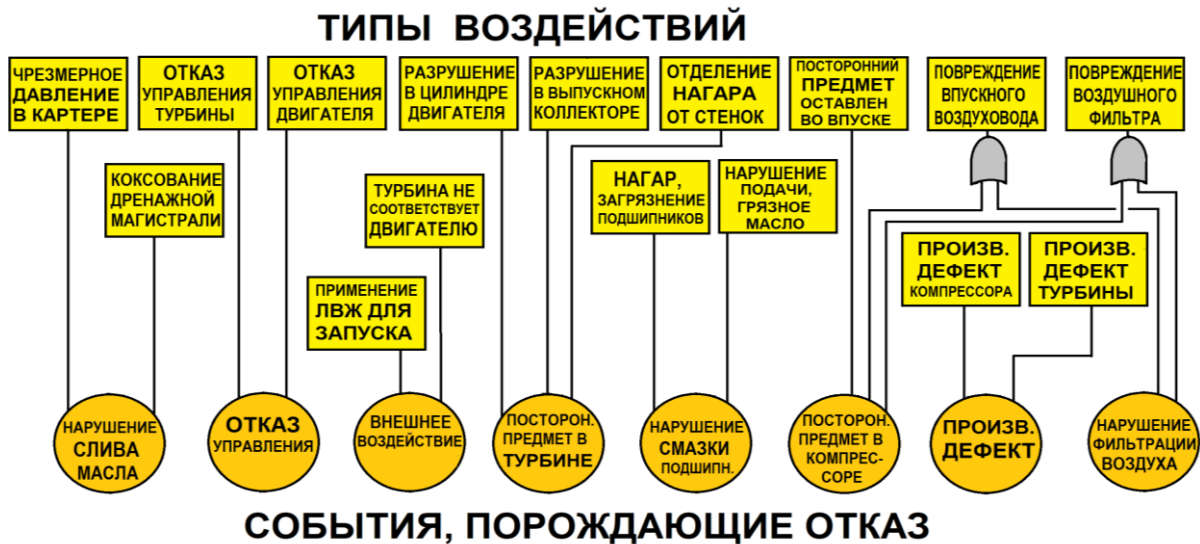 ТИПЫ ВОЗДЕЙСТВИЙ
ЧРЕЗМЕРНОЕ
ДАВЛЕНИЕ
В КАРТЕРЕ
ОТКАЗ
УПРАВЛЕНИЯ
ТУРБИНЫ
ОТКАЗ
УПРАВЛЕНИЯ
ДВИГАТЕЛЯ
РАЗРУШЕНИЕ
В ЦИЛИНДРЕ
ДВИГАТЕЛЯ
РАЗРУШЕНИЕ
В ВЫПУСКНОМ
КОЛЛЕКТОРЕ
ОТДЕЛЕНИЕ
НАГАРА
ОТ СТЕНОК
ПОСТОРОННИЙ
ПРЕДМЕТ
ОСТАВЛЕН
ВО ВПУСКЕ
ПОВРЕЖДЕНИЕ
ВПУСКНОГО
ВОЗДУХОВОДА
ПОВРЕЖДЕНИЕ
ВОЗДУШНОГО
ФИЛЬТРА
КОКСОВАНИЕ
ДРЕНАЖНОЙ
МАГИСТРАЛИ
ТУРБИНА НЕ
СООТВЕТСТВУЕТ
ДВИГАТЕЛЮ
НАГАР,
ЗАГРЯЗНЕНИЕ
ПОДШИПНИКОВ
НАРУШЕНИЕ
ПОДАЧИ,
ГРЯЗНОЕ
МАСЛО
ПРИМЕНЕНИЕ
ЛВЖ ДЛЯ
ЗАПУСКА
ПРОИЗВ.
ДЕФЕКТ
КОМПРЕССОРА
ПРОИЗВ.
ДЕФЕКТ
ТУРБИНЫ
НАРУШЕНИЕ
СЛИВА
МАСЛА
ОТКАЗ
УПРАВЛЕНИЯ
ВНЕШНЕЕ
ВОЗДЕЙСТВИЕ
ПОСТОРОН.
ПРЕДМЕТ В
ТУРБИНЕ
НАРУШЕНИЕ
СМАЗКИ
ПОДШИПН.
ПОСТОРОН.
ПРЕДМЕТ В
КОМПРЕС-
СОРЕ
ПРОИЗВ.
ДЕФЕКТ
НАРУШЕНИЕ
ФИЛЬТРАЦИИ
ВОЗДУХА
СОБЫТИЯ, ПОРОЖДАЮЩИЕ ОТКАЗ